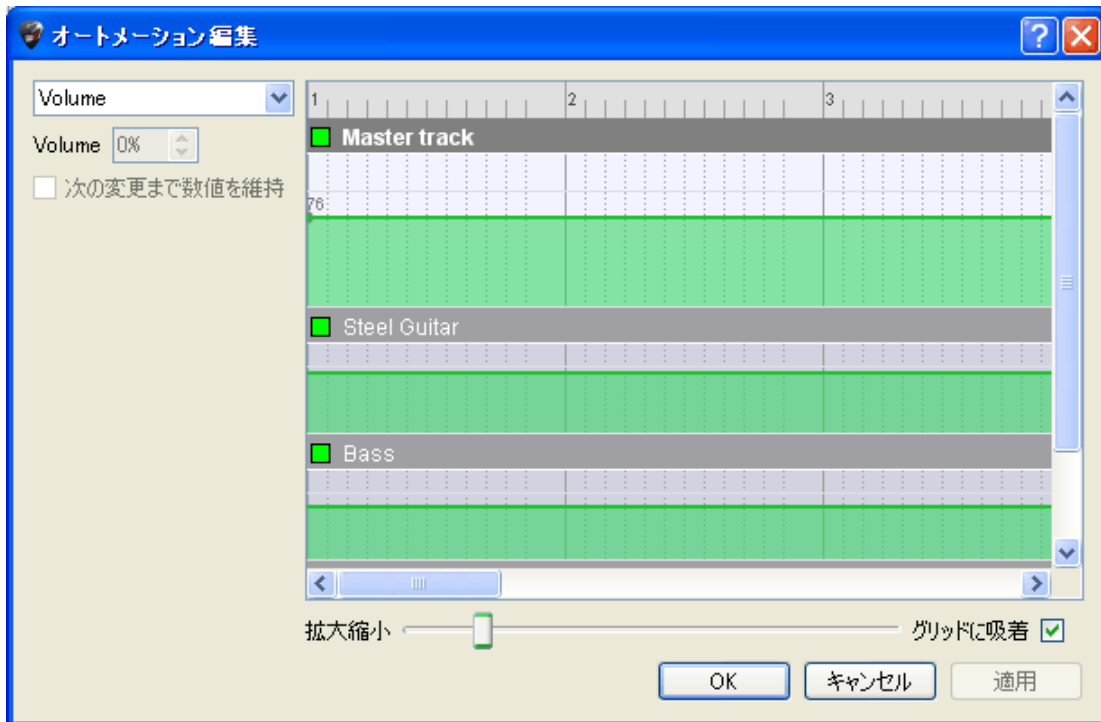 オートメーション編集
Volume
Volume 0%
次の変更まで数値を維持
1 2 3
Master track
76
Steel Guitar
Bass
拡大縮小 グリッドに吸着
OK キャンセル 適用